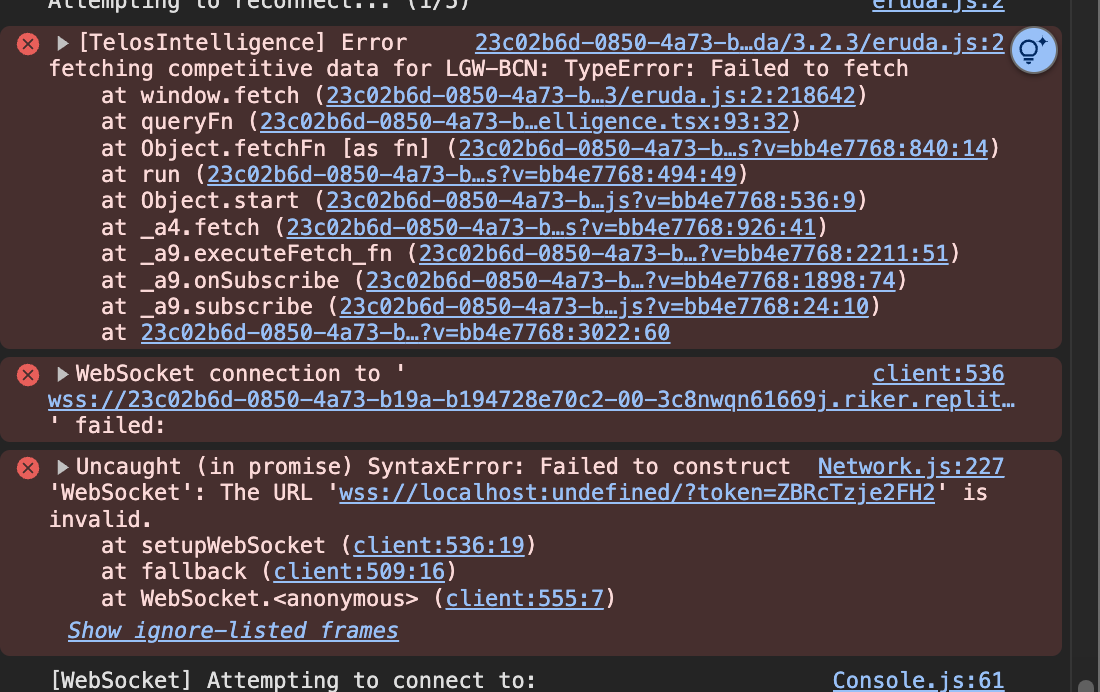 Attempting to reconnect... (1/5) eruda.js:2
[TelosIntelligence] Error 23c02b6d-0850-4a73-b…da/3.2.3/eruda.js:2
fetching competitive data for LGW-BCN: TypeError: Failed to fetch
at window.fetch (23c02b6d-0850-4a73-b…3/eruda.js:2:218642)
at queryFn (23c02b6d-0850-4a73-b…elligence.tsx:93:32)
at Object.fetchFn [as fn] (23c02b6d-0850-4a73-b…s?v=bb4e7768:840:14)
at run (23c02b6d-0850-4a73-b…s?v=bb4e7768:494:49)
at Object.start (23c02b6d-0850-4a73-b…js?v=bb4e7768:536:9)
at _a4.fetch (23c02b6d-0850-4a73-b…s?v=bb4e7768:926:41)
at _a9.executeFetch_fn (23c02b6d-0850-4a73-b…?v=bb4e7768:2211:51)
at _a9.onSubscribe (23c02b6d-0850-4a73-b…?v=bb4e7768:1898:74)
at _a9.subscribe (23c02b6d-0850-4a73-b…js?v=bb4e7768:24:10)
at 23c02b6d-0850-4a73-b…?v=bb4e7768:3022:60
WebSocket connection to ' client:536
wss://23c02b6d-0850-4a73-b19a-b194728e70c2-00-3c8nwqn61669j.riker.replit…
' failed:
Uncaught (in promise) SyntaxError: Failed to construct Network.js:227
'WebSocket': The URL 'wss://localhost:undefined/?token=ZBRcTzje2FH2' is
invalid.
at setupWebSocket (client:536:19)
at fallback (client:509:16)
at WebSocket.<anonymous> (client:555:7)
Show ignore-listed frames
[WebSocket] Attempting to connect to: Console.js:61